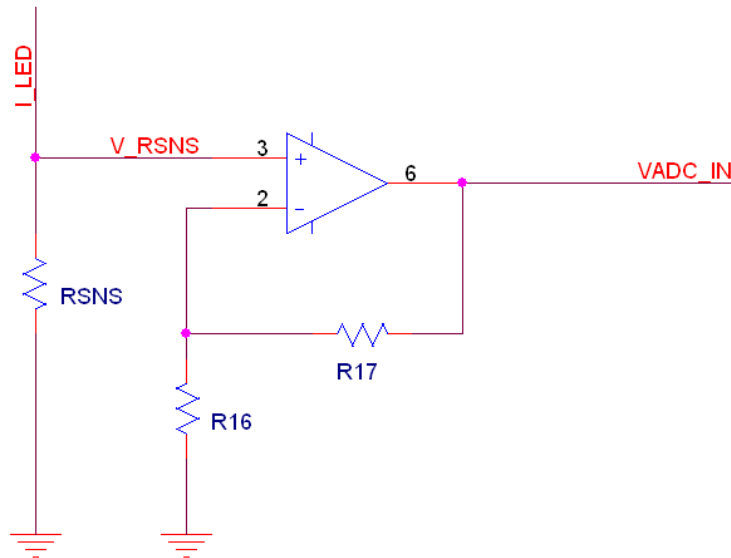 I_LED
V_RSNS
3
+
2
-
6
VADC_IN
RSNS
R17
R16